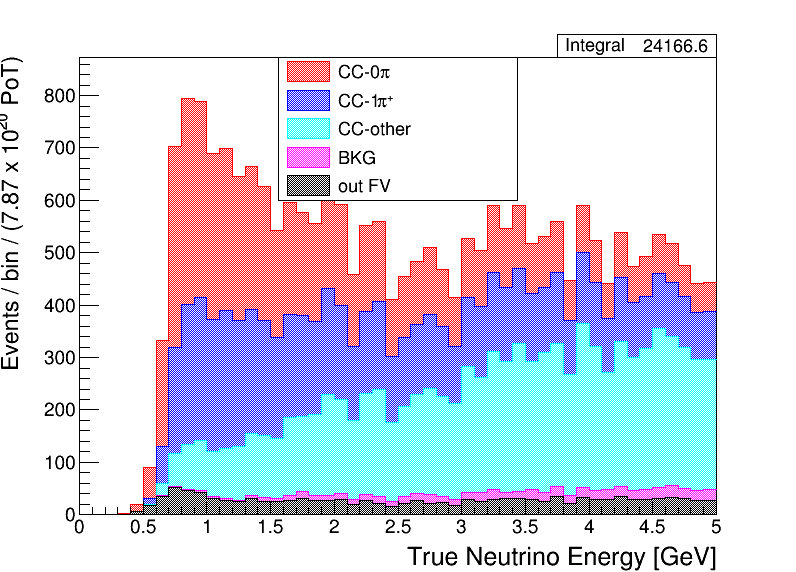 Integral 24166.6
CC-0π
CC-1π⁺
CC-other
BKG
out FV
Events / bin / (7.87 x 10²⁰ PoT)
800
700
600
500
400
300
200
100
0
0 0.5 1 1.5 2 2.5 3 3.5 4 4.5 5
True Neutrino Energy [GeV]